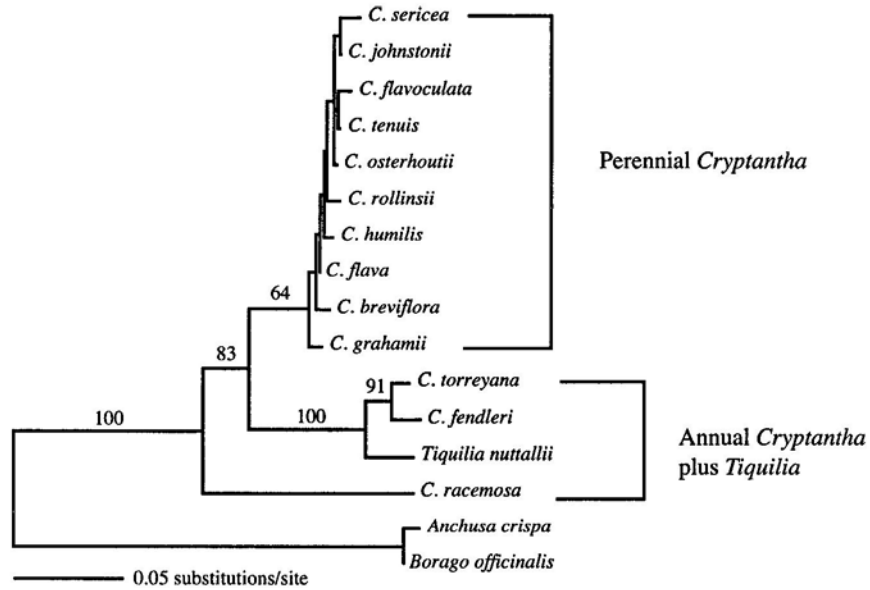 C. sericea
C. johnstonii
C. flavoculata
C. tenuis
C. osterhoutii
C. rollinsii
C. humilis
C. flava
C. breviflora
C. grahamii
Perennial Cryptantha
64
83
100
91
100
C. torreyana
C. fendleri
Tiquilia nuttallii
C. racemosa
Annual Cryptantha
plus Tiquilia
Anchusa crispa
Borago officinalis
0.05 substitutions/site